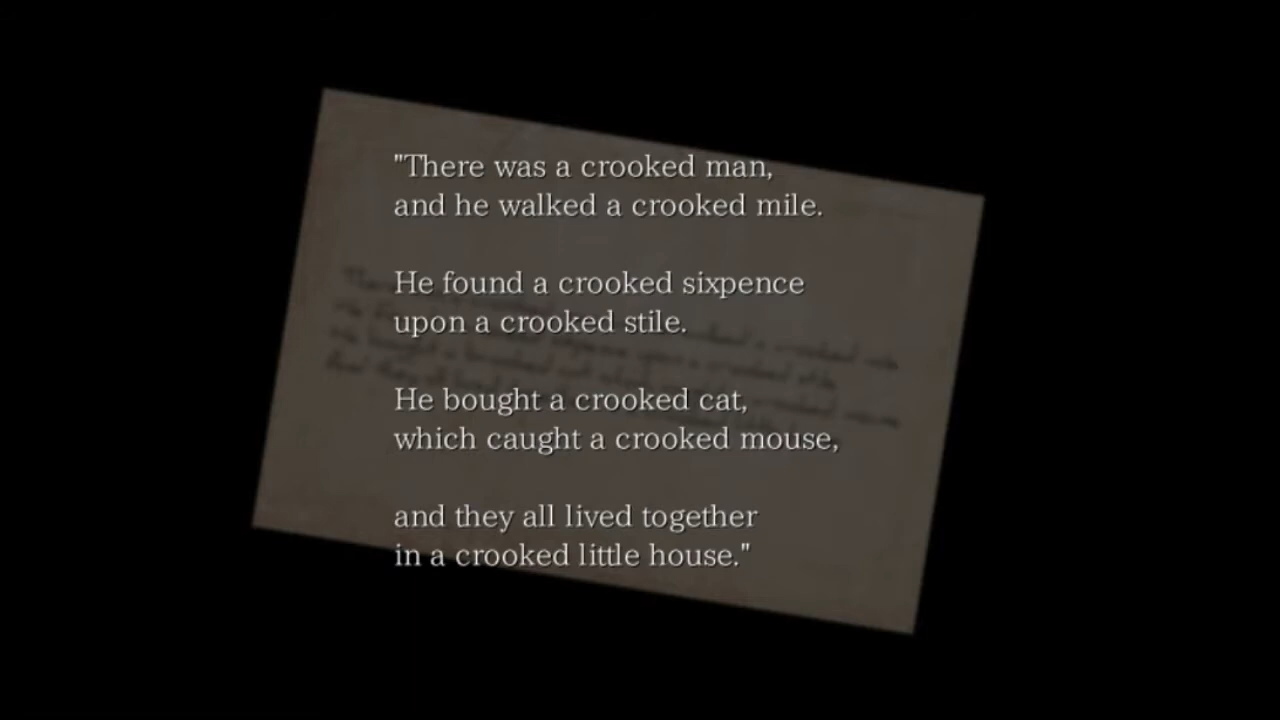 "There was a crooked man,
and he walked a crooked mile.
He found a crooked sixpence
upon a crooked stile.
He bought a crooked cat,
which caught a crooked mouse,
and they all lived together
in a crooked little house."